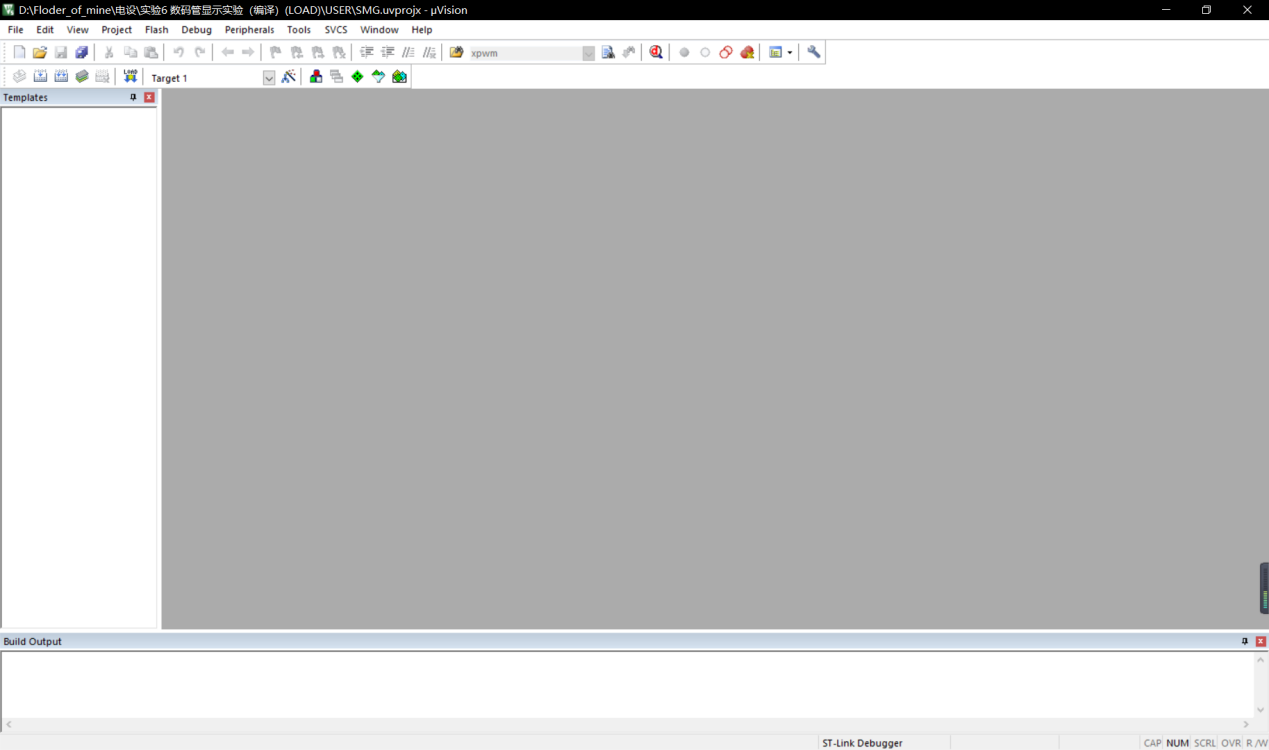 D:\Floder_of_mine\电设\实验6 数码管显示实验（编译）(LOAD)\USER\SMG.uvprojx - µVision
File Edit View Project Flash Debug Peripherals Tools SVCS Window Help
xpwm
LOAD Target 1
Templates
Build Output
ST-Link Debugger CAP NUM SCRL OVR R/W